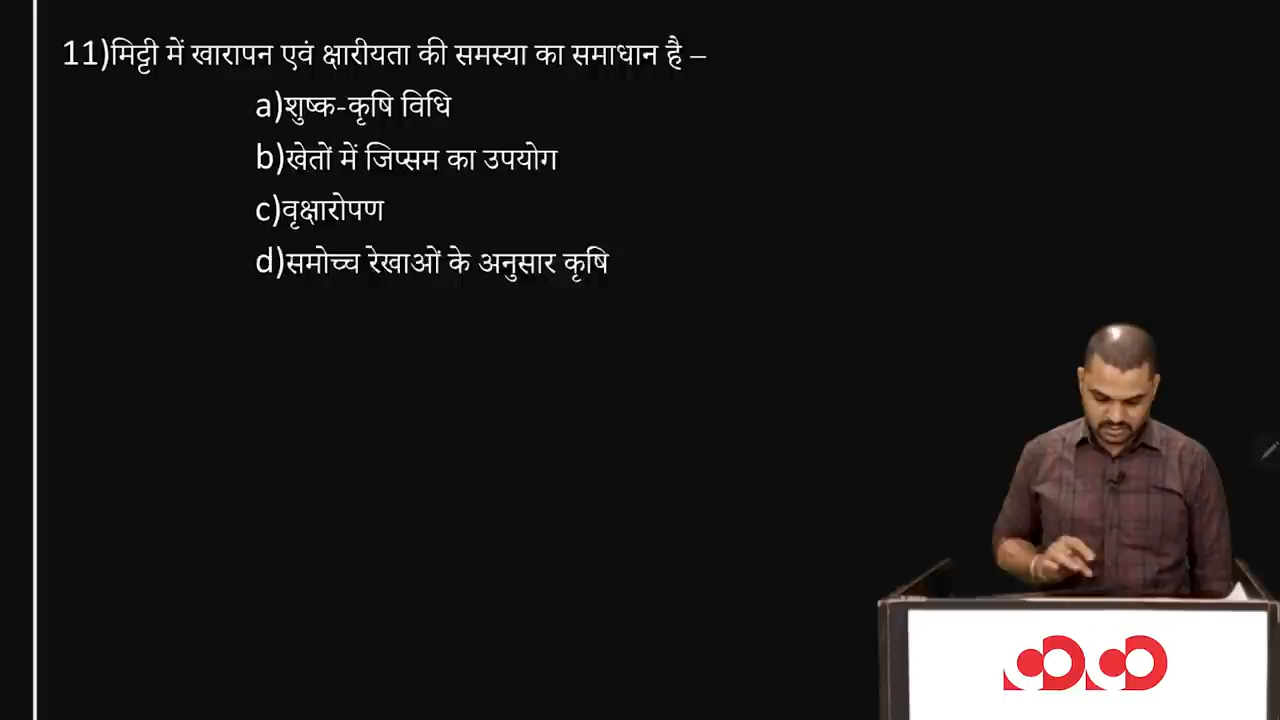 11)मिट्टी में खारापन एवं क्षारीयता की समस्या का समाधान है –
a)शुष्क-कृषि विधि
b)खेतों में जिप्सम का उपयोग
c)वृक्षारोपण
d)समोच्च रेखाओं के अनुसार कृषि